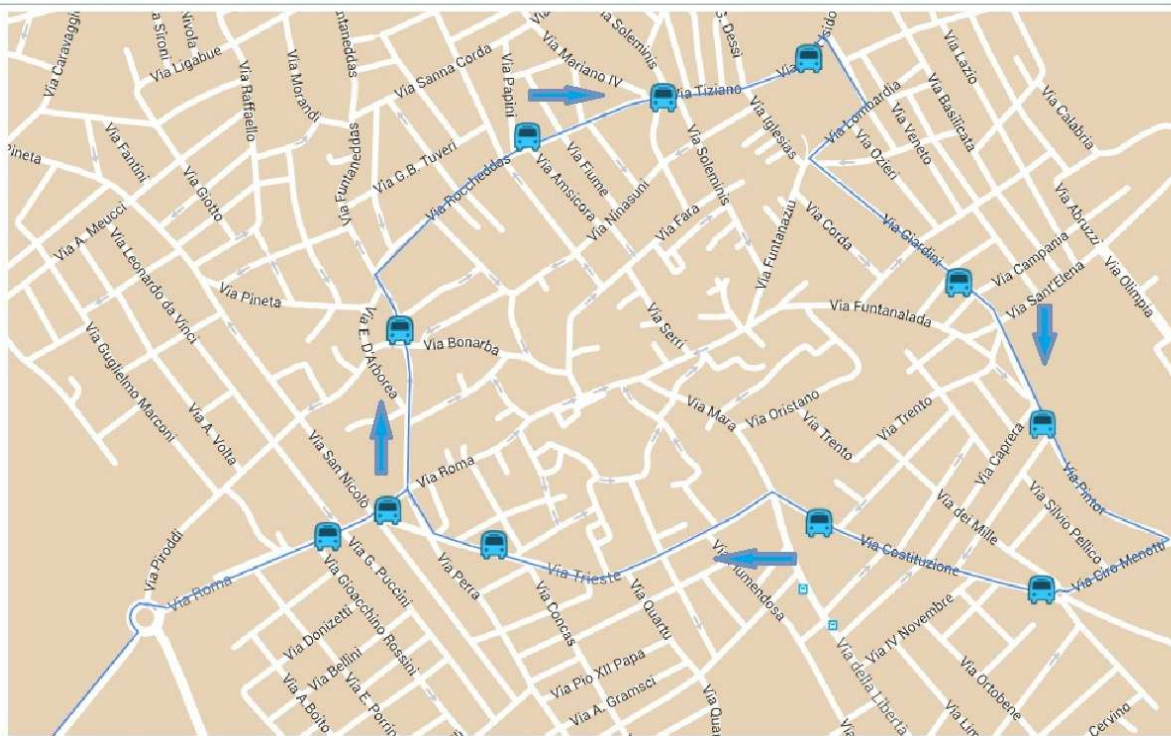 Via Caravaggio
Via Sironi
Nivola
Via Ligabue
Via Raffaello
Via Morandi
Via Sanna Corda
Via Papini
Via Mariano IV
Via Soleminis
G. Dessì
Via Tiziano
Via Iglesias
Via Lombardia
Via Ozieri
Via Veneto
Via Basilicata
Via Lazio
Via Calabria
Pineta
Via Fantini
Via Giotto
Via Funtaneddas
Via G.B. Tuveri
Via Roccheddas
Via Amsicora
Via Fiume
Via Ninasuni
Via Soleminis
Via Fara
Via Funtanaziu
Via Corda
Via Giardini
Via Campania
Via Sant'Elena
Via Abruzzi
Via Olimpia
Via A. Meucci
Via Leonardo da Vinci
Via Pineta
Via Guglielmo Marconi
Via A. Volta
Via E. D'Arborea
Via Bonarba
Via Serri
Via Funtanalada
Via Mara
Via Oristano
Via Trento
Via Trento
Via Caprera
Via Pintor
Via San Nicolò
Via Roma
Via dei Mille
Via Silvio Pellico
Via Piroddi
Via Roma
Via G. Puccini
Via Gioacchino Rossini
Via Perra
Via Trieste
Via Concas
Via Quartu
Via Flumendosa
Via Costituzione
Via Ciro Menotti
Via Donizetti
Via Bellini
Via A.Boito
Via E. Porrino
Via Pio XII Papa
Via A. Gramsci
Via Quar
Via della Libertà
Via IV Novembre
Via Ortobene
Via Lim
Cervino